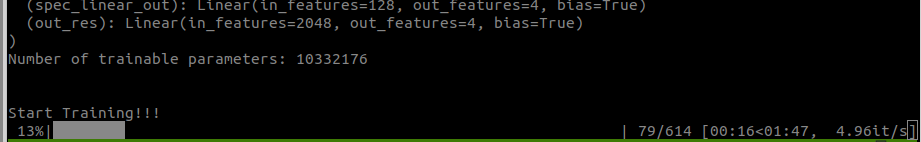 (spec_linear_out): Linear(in_features=128, out_features=4, bias=True)
(out_res): Linear(in_features=2048, out_features=4, bias=True)
)
Number of trainable parameters: 10332176
Start Training!!!
13%| | 79/614 [00:16<01:47, 4.96it/s]